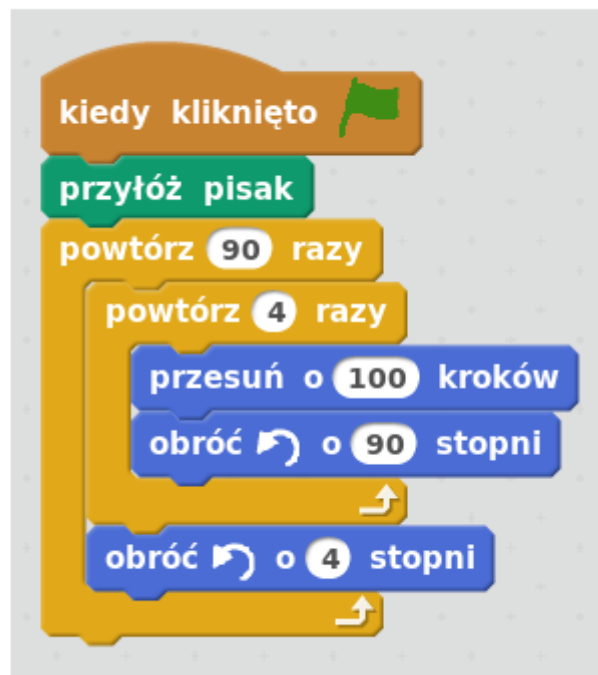 kiedy kliknięto
przyłóż pisak
powtórz 90 razy
powtórz 4 razy
przesuń o 100 kroków
obróć o 90 stopni
obróć o 4 stopni